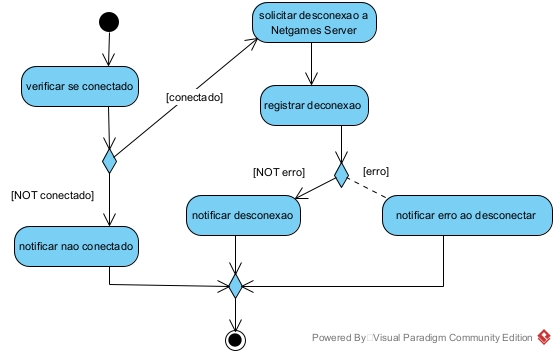 solicitar desconexao a
Netgames Server
verificar se conectado
[conectado]
registrar deconexao
[NOT erro]
[erro]
[NOT conectado]
notificar desconexao
notificar erro ao desconectar
notificar nao conectado
Powered By Visual Paradigm Community Edition